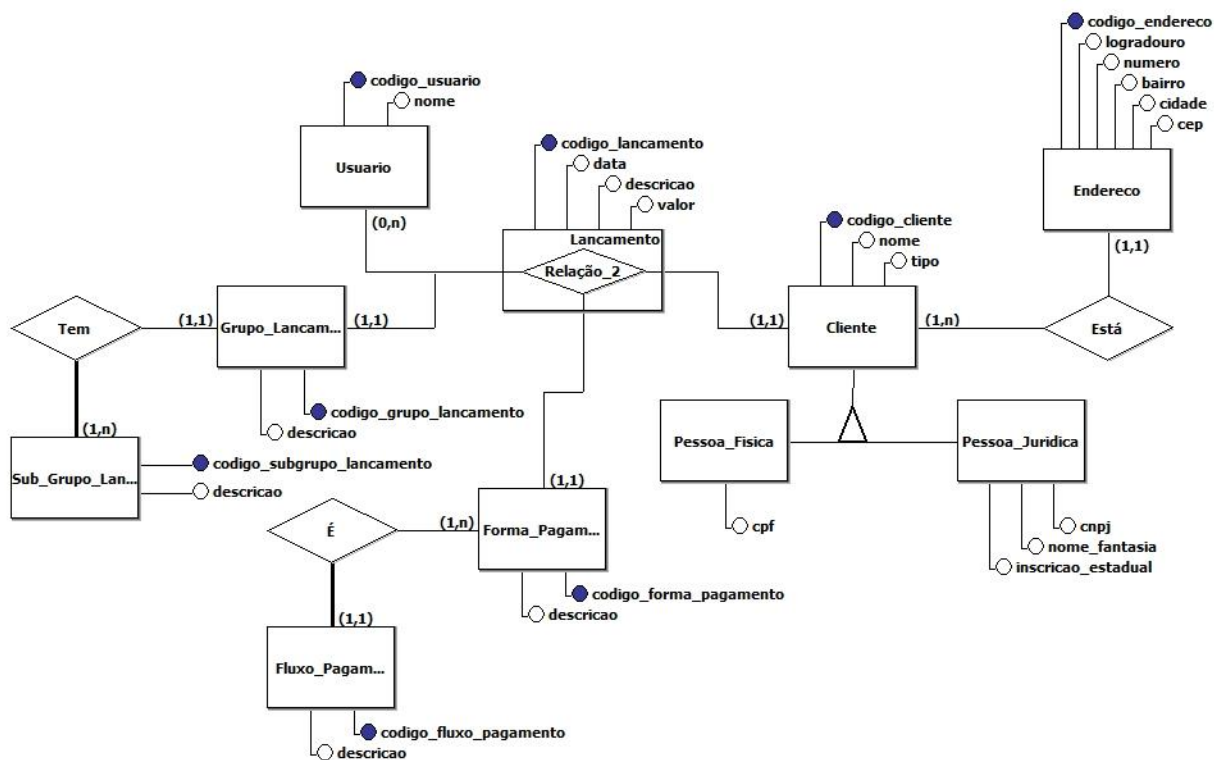 codigo_endereco
logradouro
numero
bairro
cidade
cep
Endereco
(1,1)
codigo_usuario
nome
Usuario
(0,n)
codigo_lancamento
data
descricao
valor
Lancamento
Relação_2
codigo_cliente
nome
tipo
Cliente
(1,1)
(1,n)
Está
Tem
(1,1)
Grupo_Lancam...
(1,1)
codigo_grupo_lancamento
descricao
(1,n)
Sub_Grupo_Lan...
codigo_subgrupo_lancamento
descricao
Pessoa_Fisica
cpf
Pessoa_Juridica
cnpj
nome_fantasia
inscricao_estadual
(1,1)
É
(1,n)
Forma_Pagam...
codigo_forma_pagamento
descricao
(1,1)
Fluxo_Pagam...
codigo_fluxo_pagamento
descricao